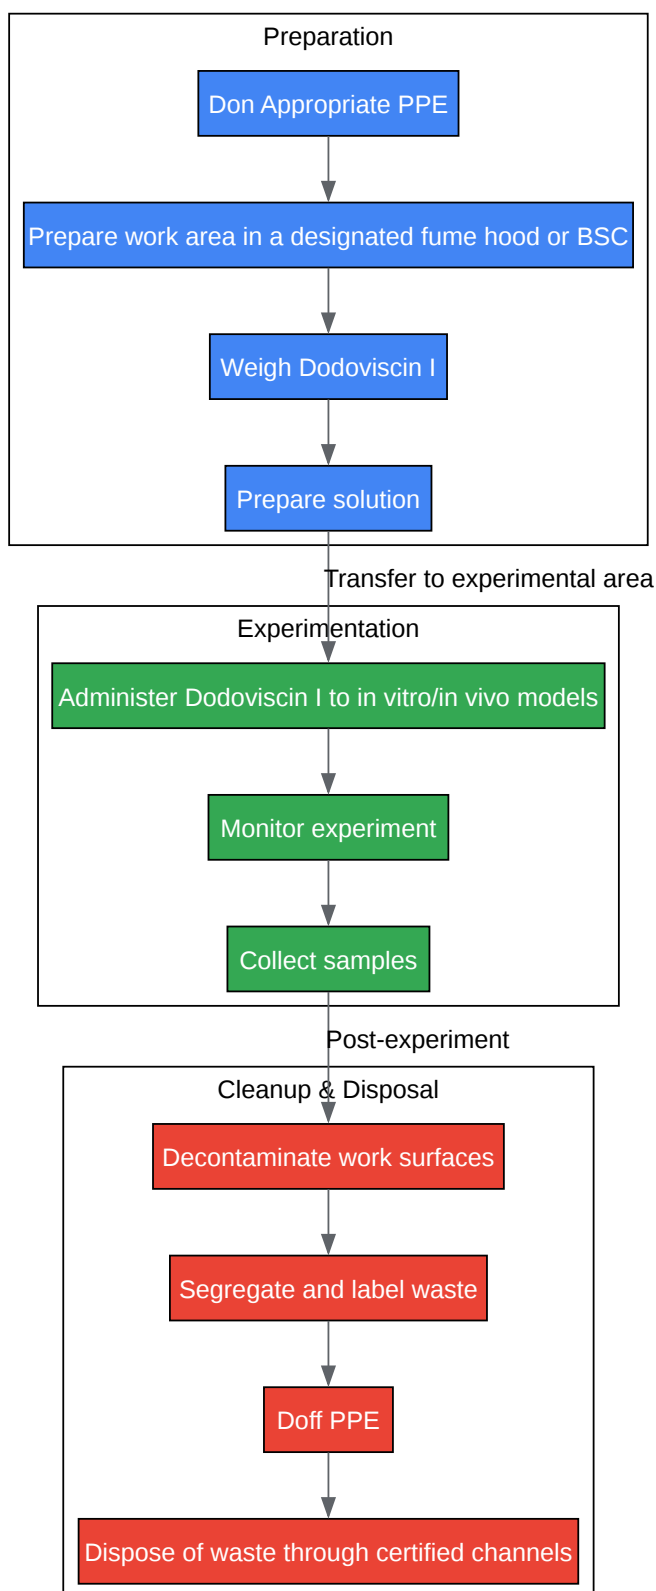 Preparation
Don Appropriate PPE
Prepare work area in a designated fume hood or BSC
Weigh Dodoviscin I
Prepare solution
Transfer to experimental area
Experimentation
Administer Dodoviscin I to in vitro/in vivo models
Monitor experiment
Collect samples
Post-experiment
Cleanup & Disposal
Decontaminate work surfaces
Segregate and label waste
Doff PPE
Dispose of waste through certified channels